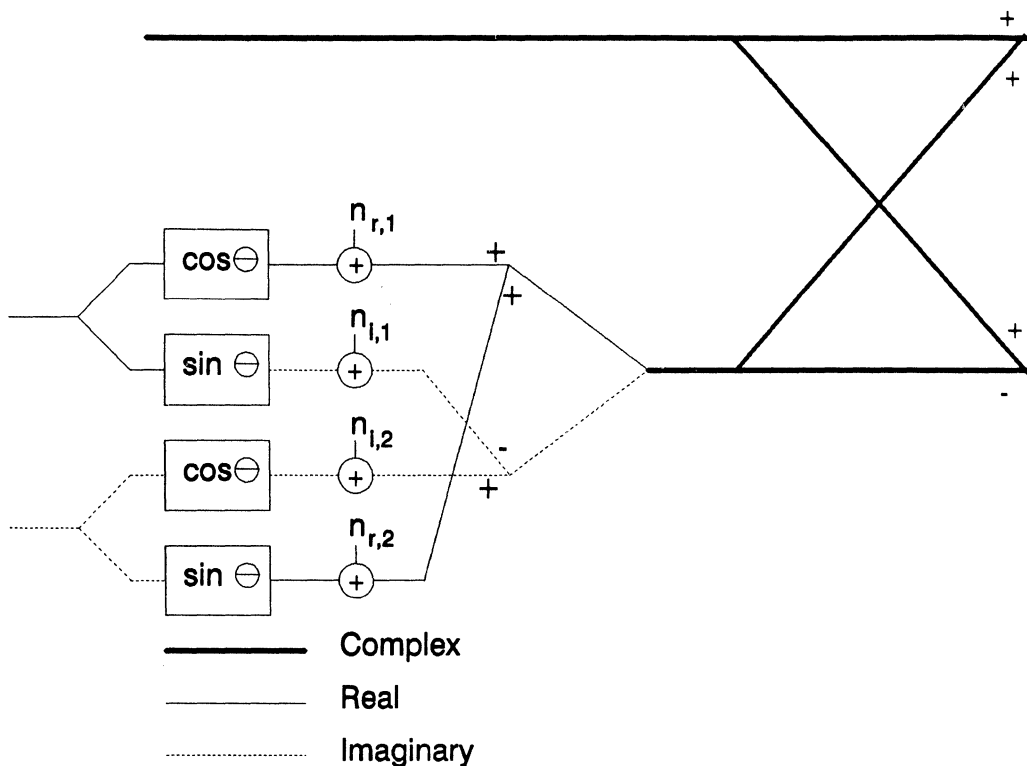 +
+
n r,1
cos Θ
+
+
+
n i,1
sin Θ
+
+
-
n i,2
-
cos Θ
+
+
n r,2
sin Θ
+
Complex
Real
Imaginary